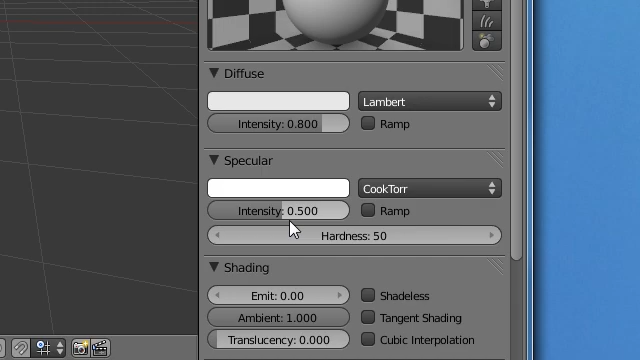 Diffuse
Lambert
Intensity: 0.800
Ramp
Specular
CookTorr
Intensity: 0.500
Ramp
Hardness: 50
Shading
Emit: 0.00
Shadeless
Ambient: 1.000
Tangent Shading
Translucency: 0.000
Cubic Interpolation